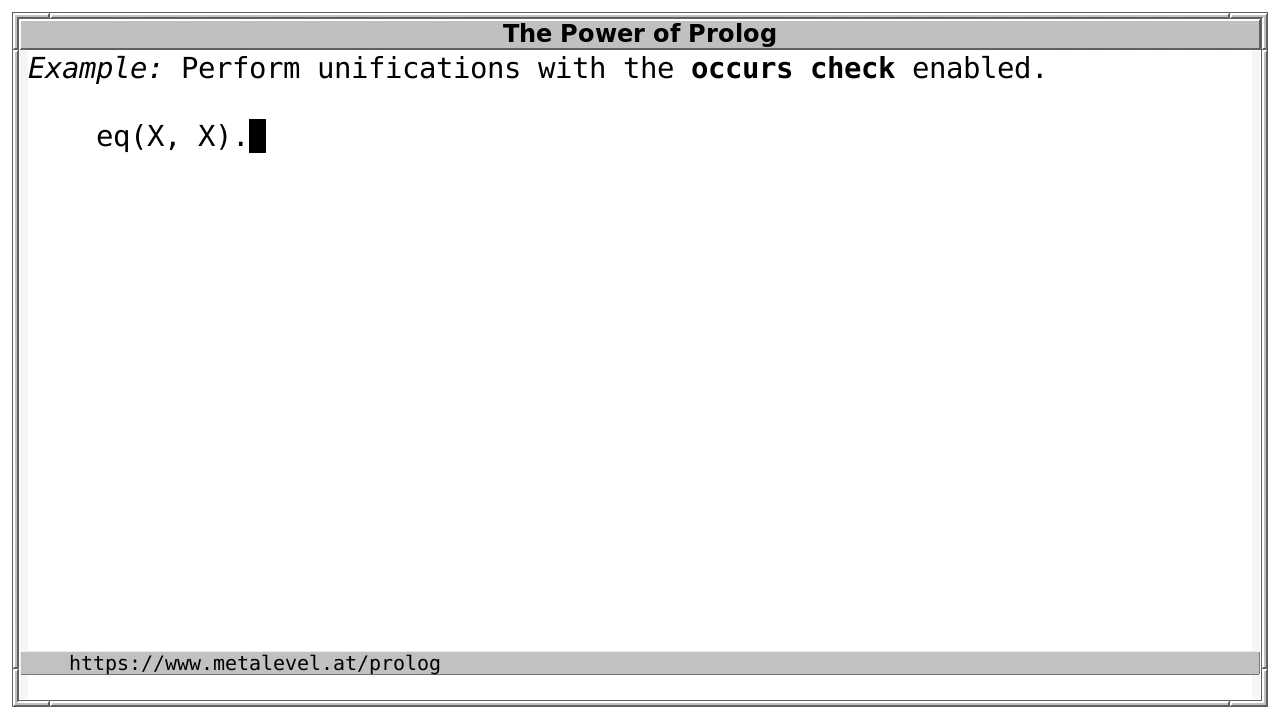 The Power of Prolog
Example: Perform unifications with the occurs check enabled.
eq(X, X).
https://www.metalevel.at/prolog